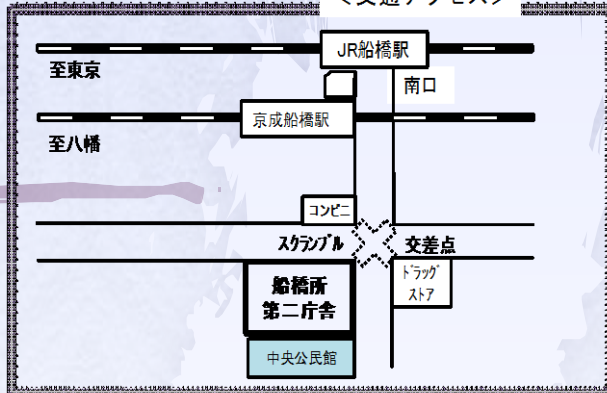 <交通アクセス>
JR船橋駅
至東京
南口
京成船橋駅
至八幡
コンビニ
スクランブル
交差点
船橋所
第二庁舎
ドラッグ
ストア
中央公民館